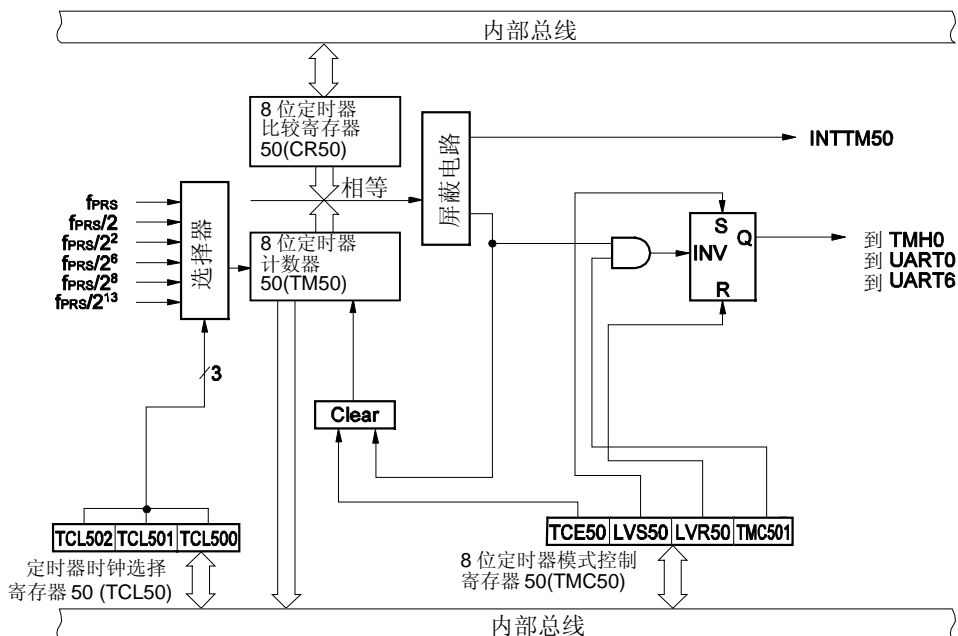 内部总线
8 位定时器
比较寄存器
50(CR50)
相等
屏蔽电路
INTTM50
fPRS
fPRS/2
fPRS/2²
fPRS/2⁶
fPRS/2⁸
fPRS/2¹³
选择器
8 位定时器
计数器
50(TM50)
S
Q
INV
R
到 TMH0
到 UART0
到 UART6
3
Clear
TCL502 TCL501 TCL500
定时器时钟选择
寄存器 50 (TCL50)
TCE50 LVS50 LVR50 TMC501
8 位定时器模式控制
寄存器 50(TMC50)
内部总线